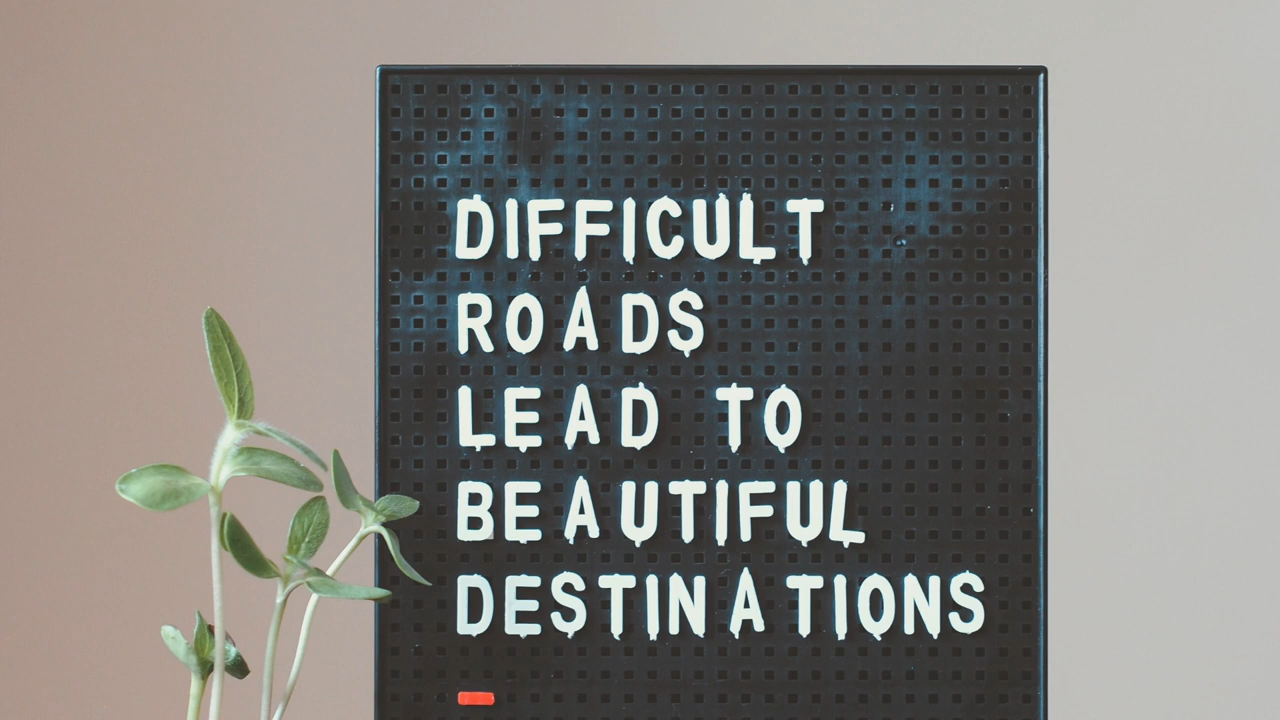 DIFFICULT
ROADS
LEAD TO
BEAUTIFUL
DESTINATIONS